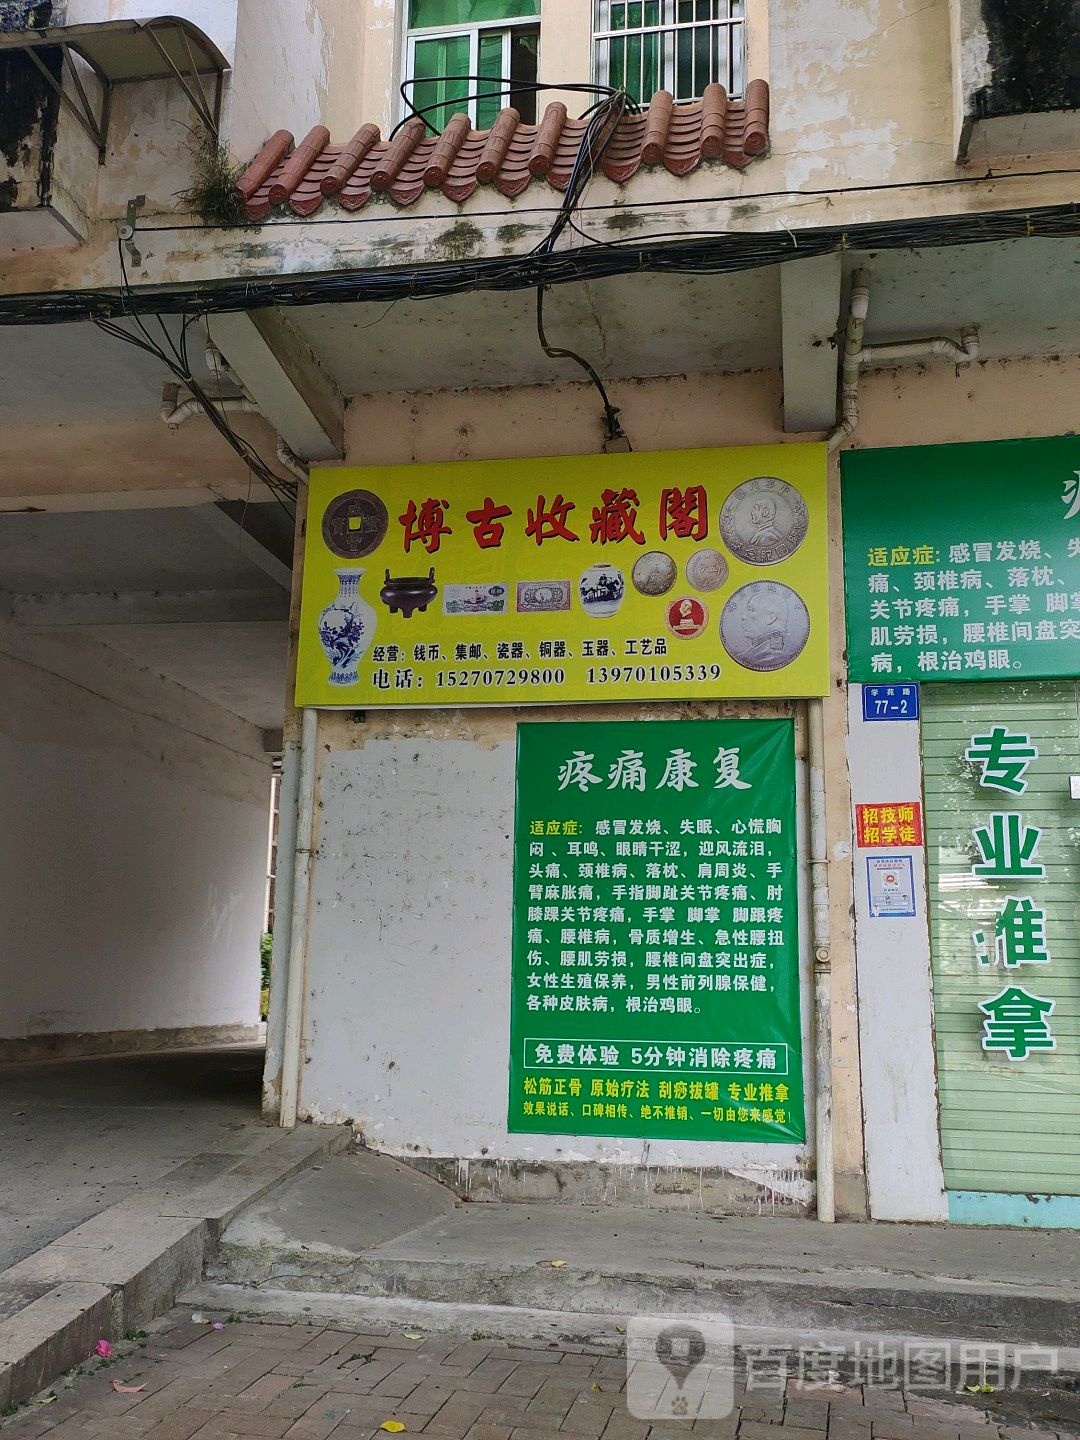 博古收藏閣
经营：钱币、集邮、瓷器、铜器、玉器、工艺品
电话：15270729800 13970105339
适应症：感冒发烧、失
痛、颈椎病、落枕、
关节疼痛，手掌 脚掌
肌劳损，腰椎间盘突
病，根治鸡眼。
学苑路
77-2
疼痛康复
适应症：感冒发烧、失眠、心慌胸
闷、耳鸣、眼睛干涩，迎风流泪，
头痛、颈椎病、落枕、肩周炎、手
臂麻胀痛，手指脚趾关节疼痛、肘
膝踝关节疼痛，手掌 脚掌 脚跟疼
痛、腰椎病，骨质增生、急性腰扭
伤、腰肌劳损，腰椎间盘突出症，
女性生殖保养，男性前列腺保健，
各种皮肤病，根治鸡眼。
免费体验 5分钟消除疼痛
松筋正骨 原始疗法 刮痧拔罐 专业推拿
效果说话、口碑相传、绝不推销、一切由您来感觉！
招技师
招学徒
专业推拿
百度地图用户